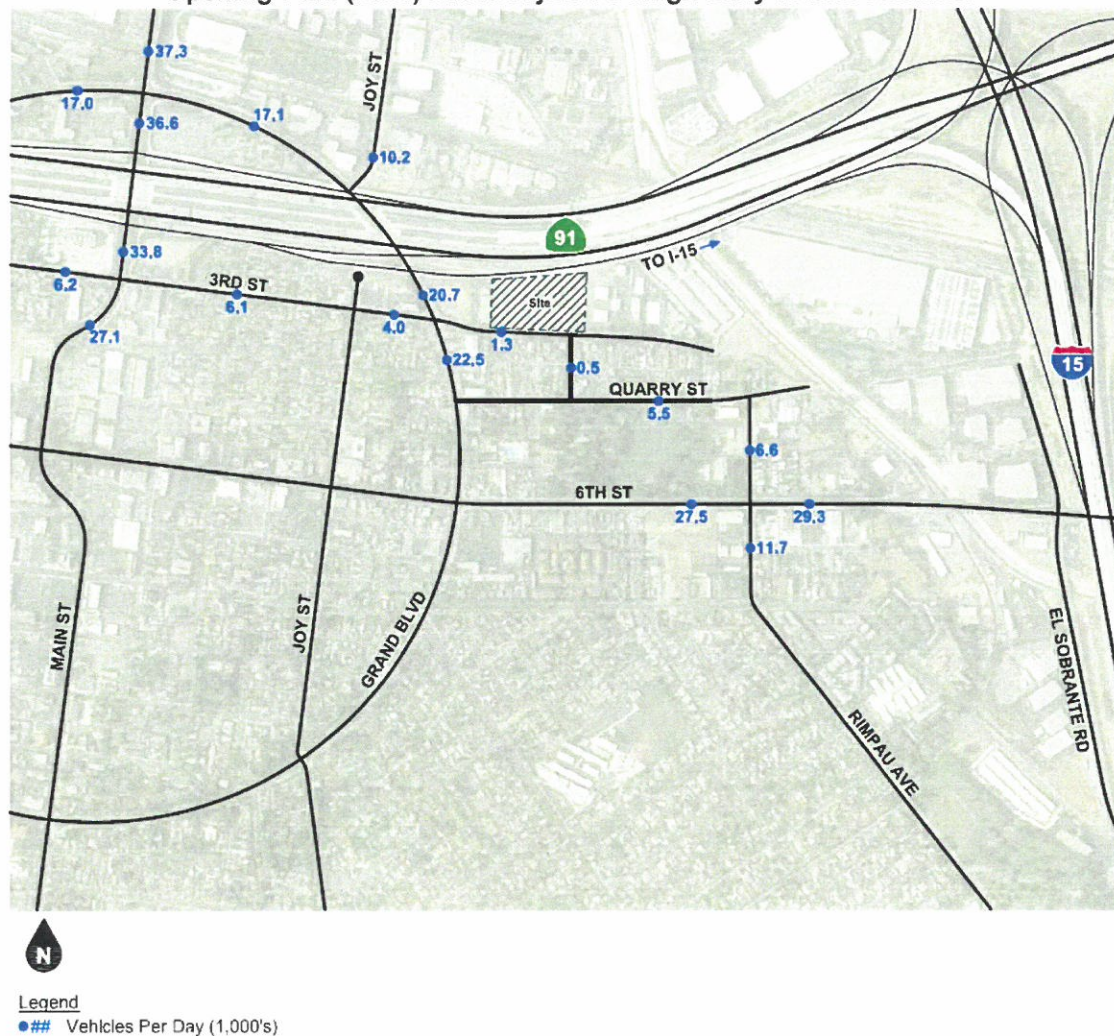 37.3
JOY ST
17.0
17.1
36.6
10.2
91
33.8
TO I-15
6.2
3RD ST
6.1
20.7
Site
4.0
1.3
27.1
22.5
0.5
15
QUARRY ST
5.5
6.6
6TH ST
27.5
29.3
11.7
MAIN ST
JOY ST
GRAND BLVD
EL SOBRANTE RD
RIMPAU AVE
N
Legend
## Vehicles Per Day (1,000's)